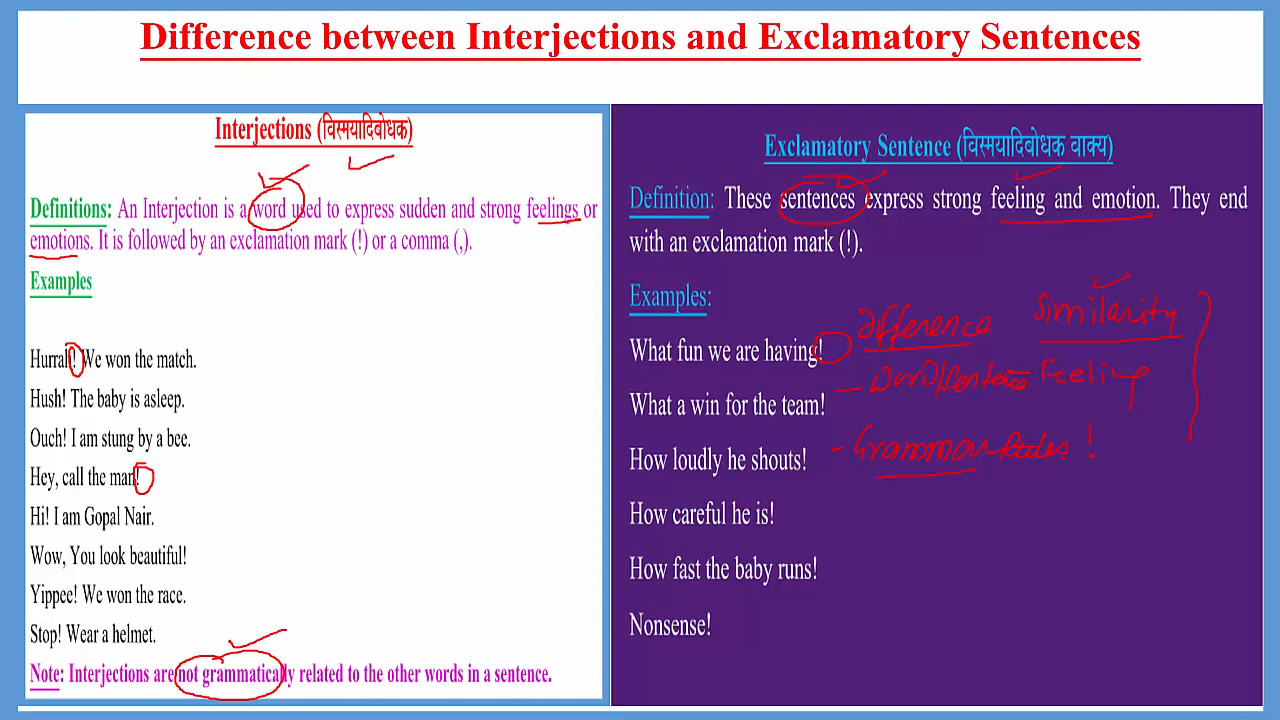 Difference between Interjections and Exclamatory Sentences
Interjections (विस्मयादिबोधक)
Definitions: An Interjection is a word used to express sudden and strong feelings or
emotions. It is followed by an exclamation mark (!) or a comma (,).
Examples
Hurrah! We won the match.
Hush! The baby is asleep.
Ouch! I am stung by a bee.
Hey, call the man!
Hi! I am Gopal Nair.
Wow, You look beautiful!
Yippee! We won the race.
Stop! Wear a helmet.
Note: Interjections are not grammatically related to the other words in a sentence.
Exclamatory Sentence (विस्मयादिबोधक वाक्य)
Definition: These sentences express strong feeling and emotion. They end
with an exclamation mark (!).
Examples:
What fun we are having!
What a win for the team!
How loudly he shouts!
How careful he is!
How fast the baby runs!
Nonsense!
Difference
- Word/Sentence
- Grammar Rules
Similarity
Feeling
!